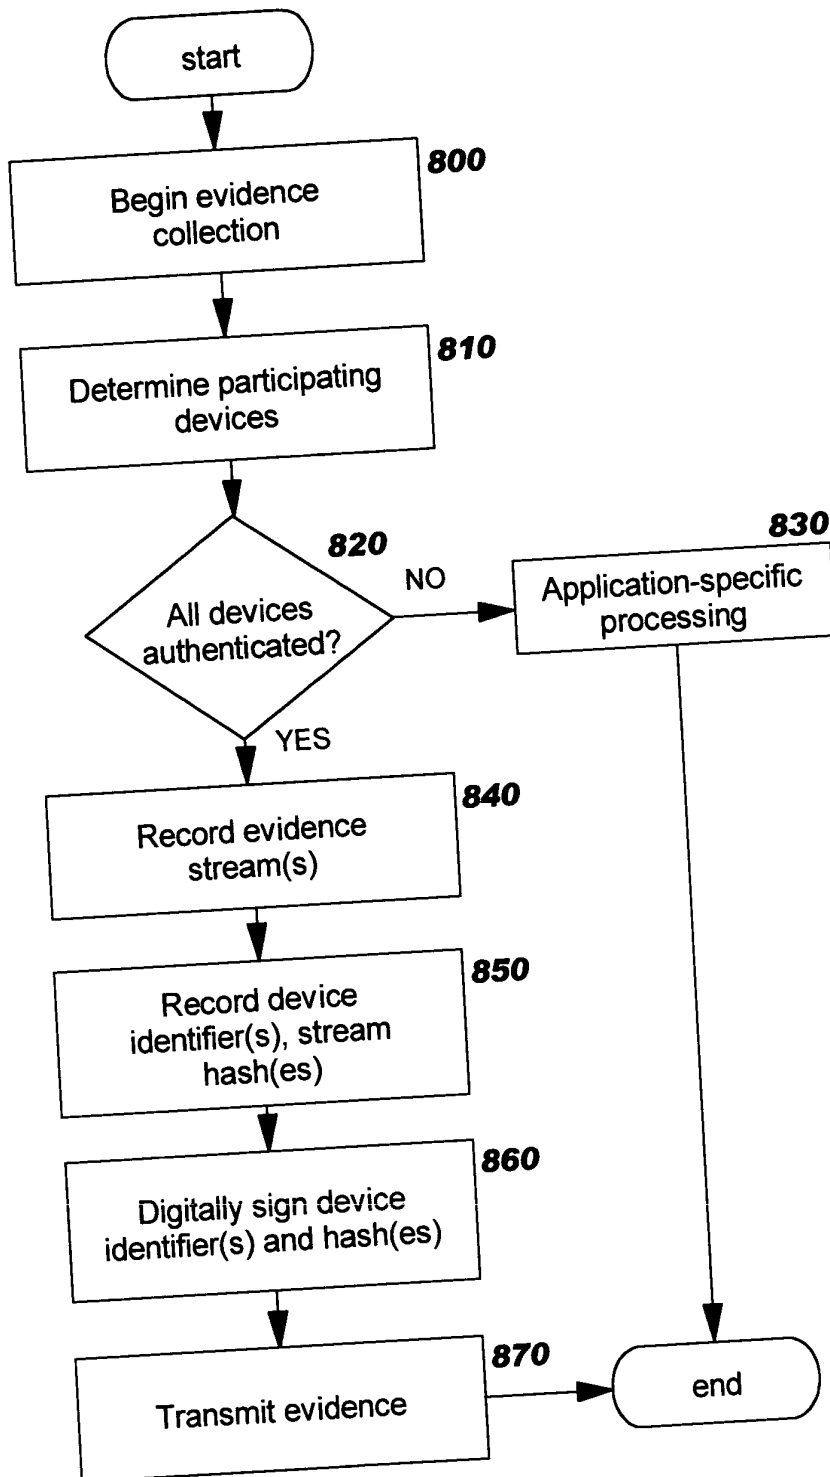 start
800
Begin evidence
collection
810
Determine participating
devices
820
All devices
authenticated?
NO
830
Application-specific
processing
YES
840
Record evidence
stream(s)
850
Record device
identifier(s), stream
hash(es)
860
Digitally sign device
identifier(s) and hash(es)
870
Transmit evidence
end